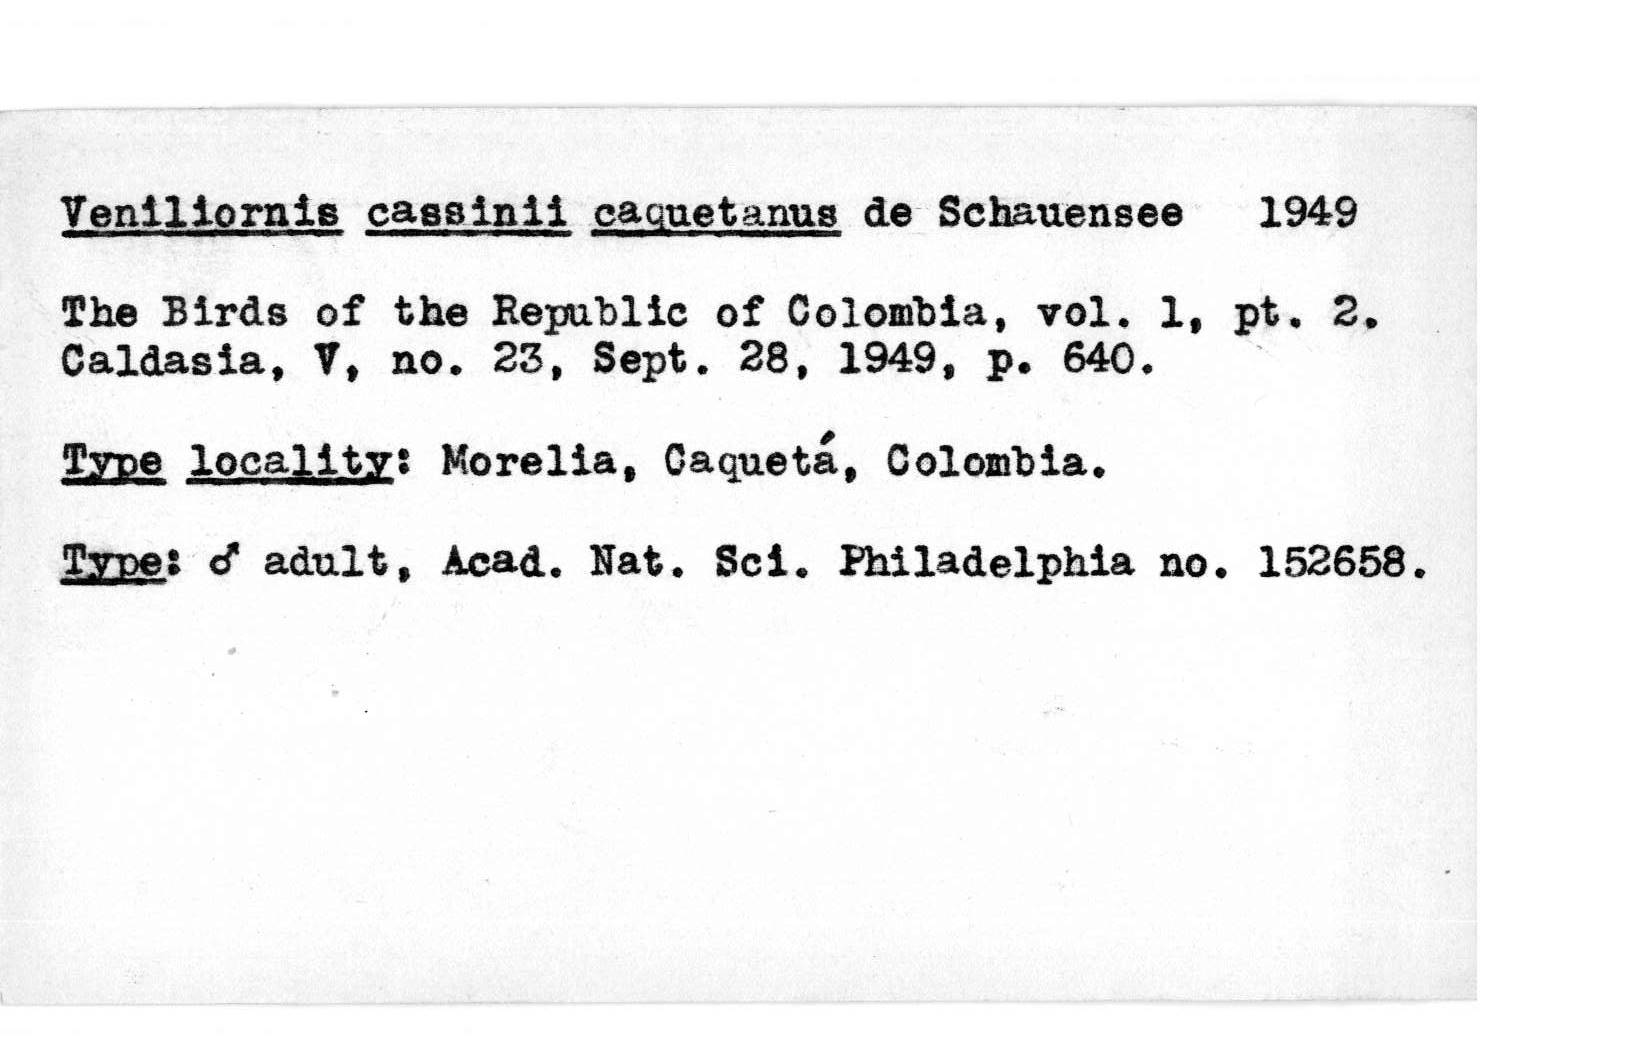 Veniliornis cassinii caquetanus de Schauensee 1949
The Birds of the Republic of Colombia, vol. 1, pt. 2.
Caldasia, V, no. 23, Sept. 28, 1949, p. 640.
Type locality: Morelia, Caquetá, Colombia.
Type: ♂ adult, Acad. Nat. Sci. Philadelphia no. 152658.